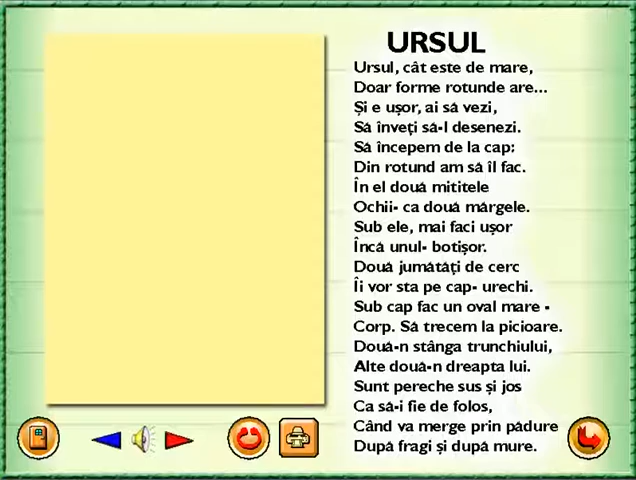 URSUL
Ursul, cât este de mare,
Doar forme rotunde are...
Și e ușor, ai să vezi,
Să înveți să-l desenezi.
Să începem de la cap:
Din rotund am să îl fac.
În el două mititele
Ochii- ca două mărgele.
Sub ele, mai faci ușor
Încă unul- botișor.
Două jumătăți de cerc
Îi vor sta pe cap- urechi.
Sub cap fac un oval mare -
Corp. Să trecem la picioare.
Două-n stânga trunchiului,
Alte două-n dreapta lui.
Sunt pereche sus și jos
Ca să-i fie de folos,
Când va merge prin pădure
După fragi și după mure.